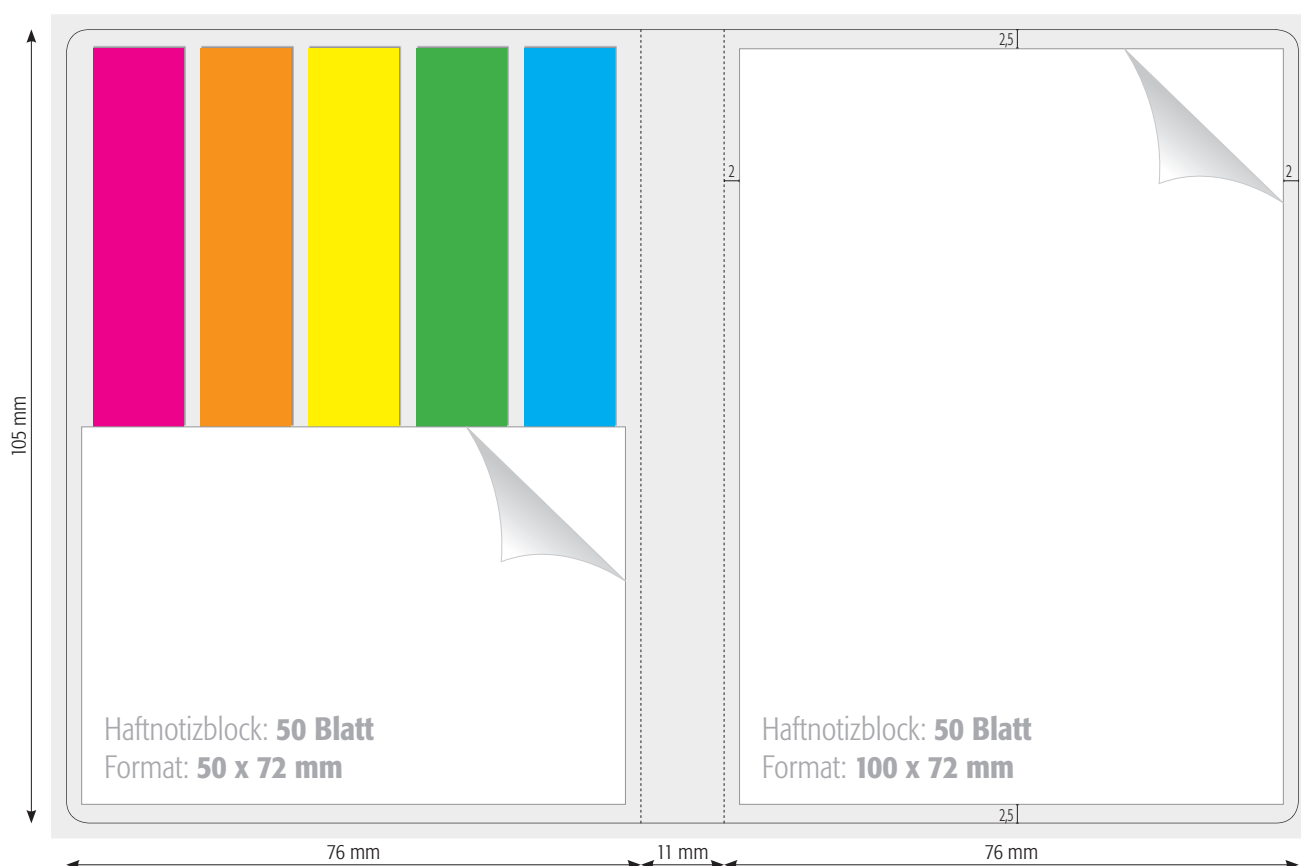 2,5
2
2
105 mm
Haftnotizblock: 50 Blatt
Format: 50 x 72 mm
Haftnotizblock: 50 Blatt
Format: 100 x 72 mm
2,5
76 mm
11 mm
76 mm